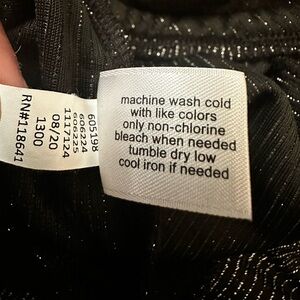 605198
606224
606225
1117124
08/20
1300
RN#118641
machine wash cold
with like colors
only non-chlorine
bleach when needed
tumble dry low
cool iron if needed